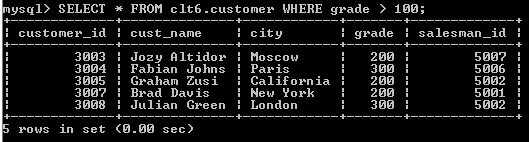 mysql> SELECT * FROM clt6.customer WHERE grade > 100;
+-------------+--------------+------------+-------+-------------+
| customer_id | cust_name    | city       | grade | salesman_id |
+-------------+--------------+------------+-------+-------------+
|        3003 | Jozy Altidor | Moscow     |   200 |        5007 |
|        3004 | Fabian Johns | Paris      |   300 |        5006 |
|        3005 | Graham Zusi  | California |   200 |        5002 |
|        3007 | Brad Davis   | New York   |   200 |        5001 |
|        3008 | Julian Green | London     |   300 |        5002 |
+-------------+--------------+------------+-------+-------------+
5 rows in set (0.00 sec)